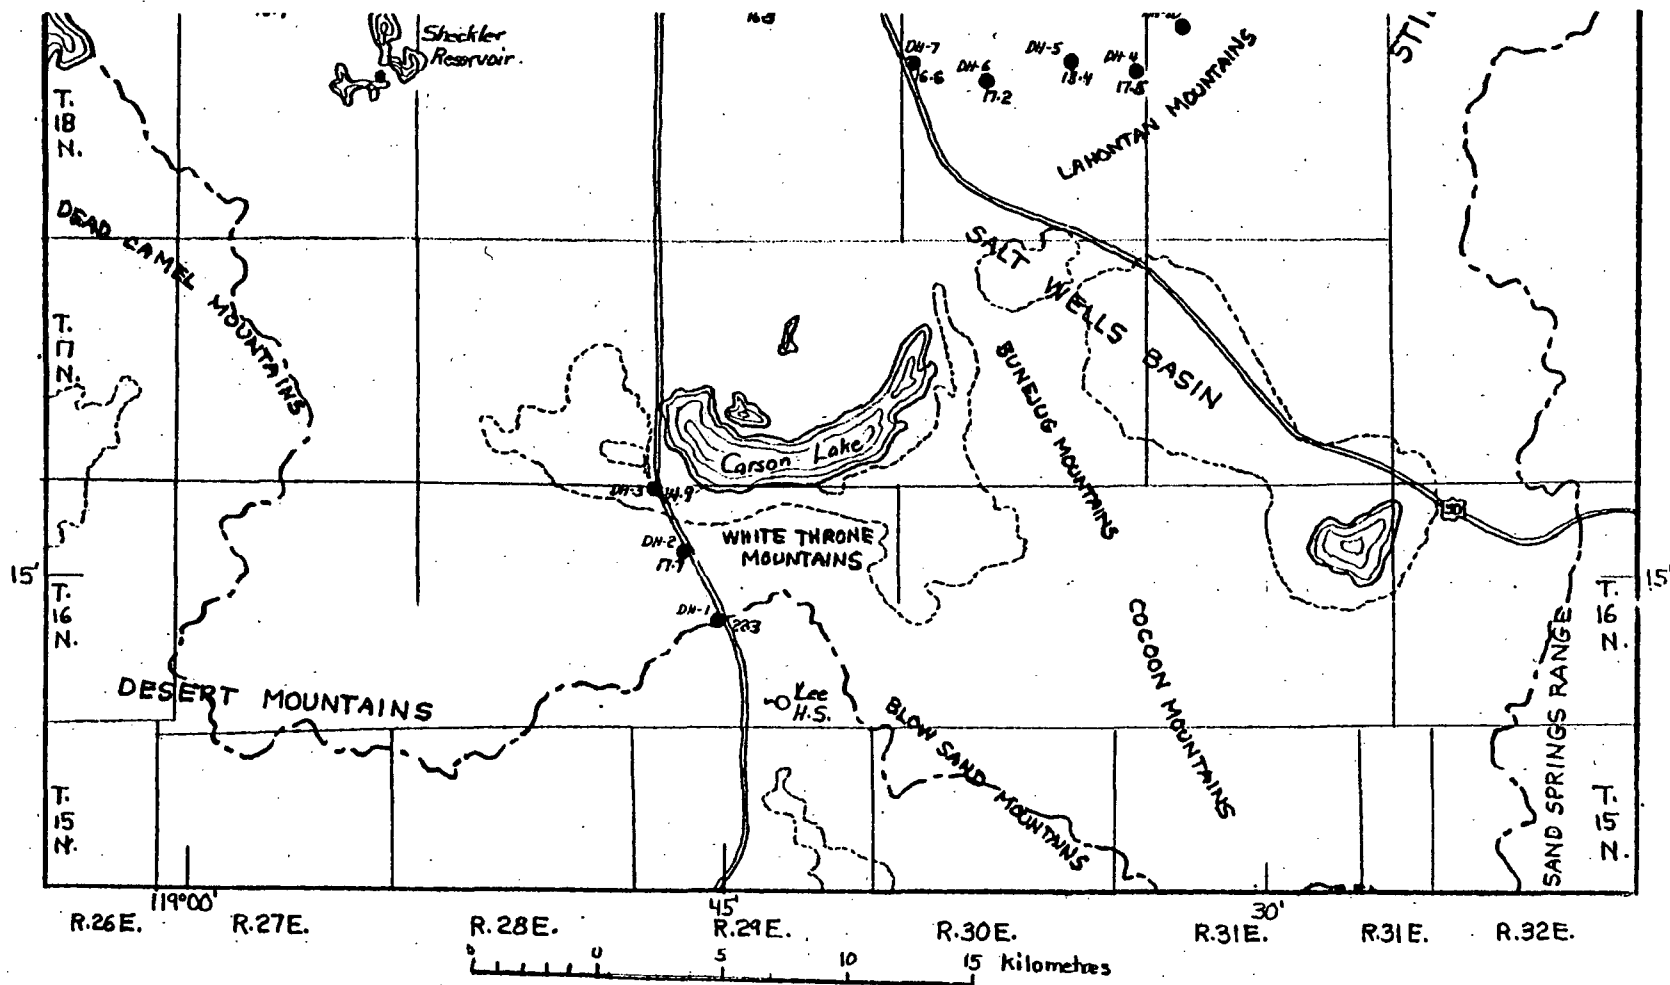 Sheckler
Reservoir.
STI
DH-7
16.6
DH-6
17.2
DH-5
18.4
DH-4
17.8
LAHONTAN MOUNTAINS
T.
18
N.
DEAD CAMEL MOUNTAINS
SALT WELLS BASIN
T.
17
N.
BUNEJUG MOUNTAINS
Carson Lake
DH-3
14.9
DH-2
WHITE THRONE
MOUNTAINS
50
15'
15'
T.
16
N.
DH-1
22.3
T.
16
N.
COCOON MOUNTAINS
SAND SPRINGS RANGE
DESERT MOUNTAINS
Lee
H.S.
BLOW SAND MOUNTAINS
T.
15
N.
T.
15
N.
119°00'
45'
30'
R.26E. R.27E. R.28E. R.29E. R.30E. R.31E. R.31E. R.32E.
5 0 5 10 15 Kilometres